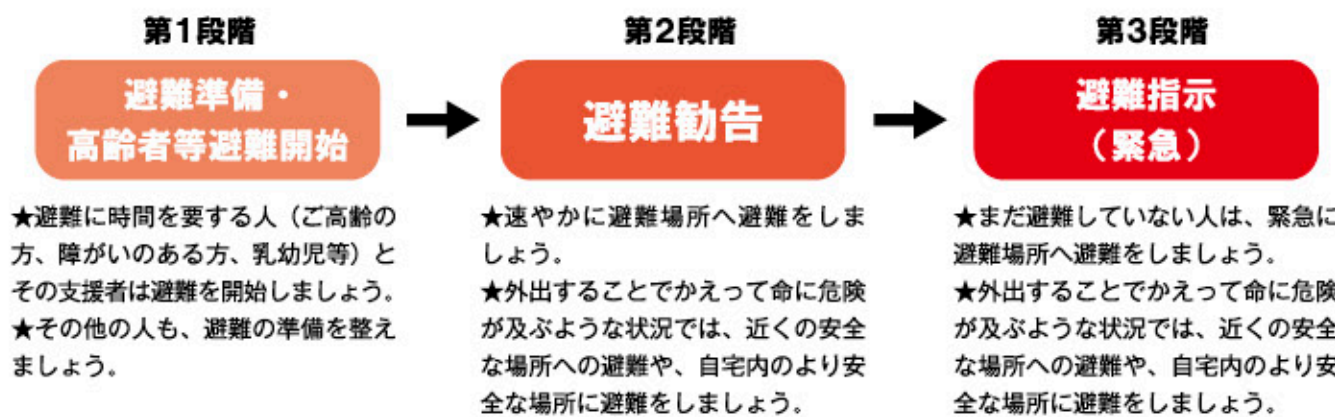 第1段階
避難準備・
高齢者等避難開始
★避難に時間を要する人（ご高齢の
方、障がいのある方、乳幼児等）と
その支援者は避難を開始しましょう。
★その他の人も、避難の準備を整え
ましょう。
第2段階
避難勧告
★速やかに避難場所へ避難をしま
しょう。
★外出することでかえって命に危険
が及ぶような状況では、近くの安全
な場所への避難や、自宅内のより安
全な場所に避難をしましょう。
第3段階
避難指示
（緊急）
★まだ避難していない人は、緊急に
避難場所へ避難をしましょう。
★外出することでかえって命に危険
が及ぶような状況では、近くの安全
な場所への避難や、自宅内のより安
全な場所に避難をしましょう。